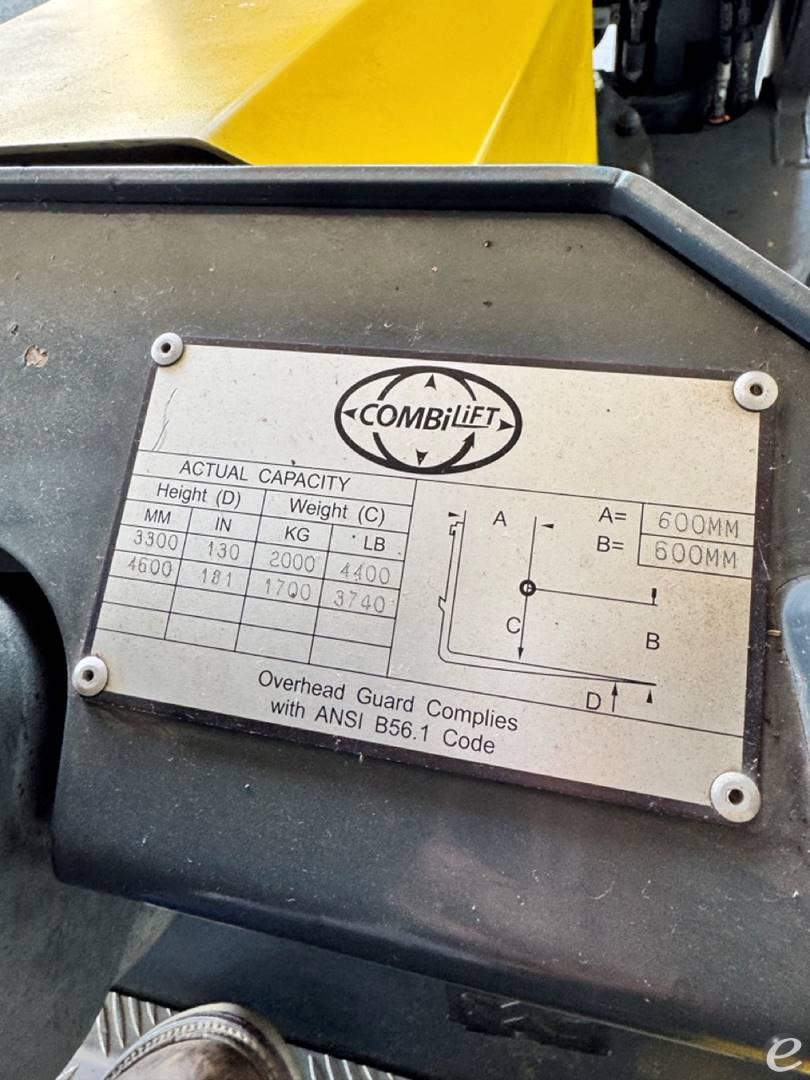 COMBiLiFT
ACTUAL CAPACITY
Height (D) Weight (C)
MM IN KG LB
3300 130 2000 4400
4600 181 1700 3740
A
A= 600MM
B= 600MM
C
B
D
Overhead Guard Complies
with ANSI B56.1 Code
e